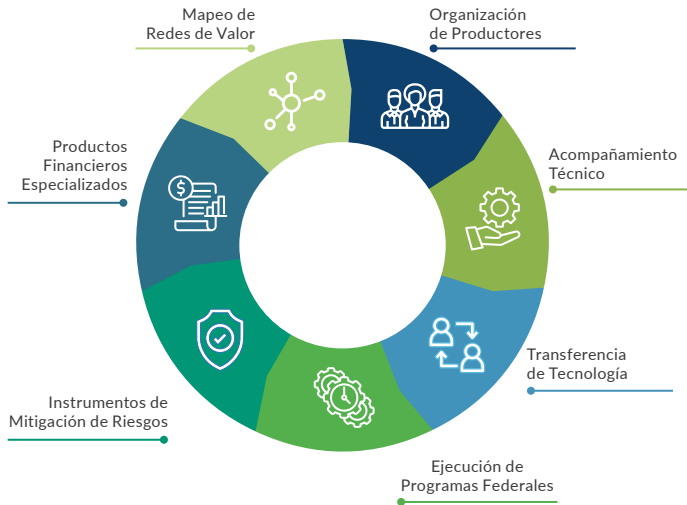 Mapeo de
Redes de Valor
Organización
de Productores
Acompañamiento
Técnico
Transferencia
de Tecnología
Ejecución de
Programas Federales
Instrumentos de
Mitigación de Riesgos
Productos
Financieros
Especializados
$